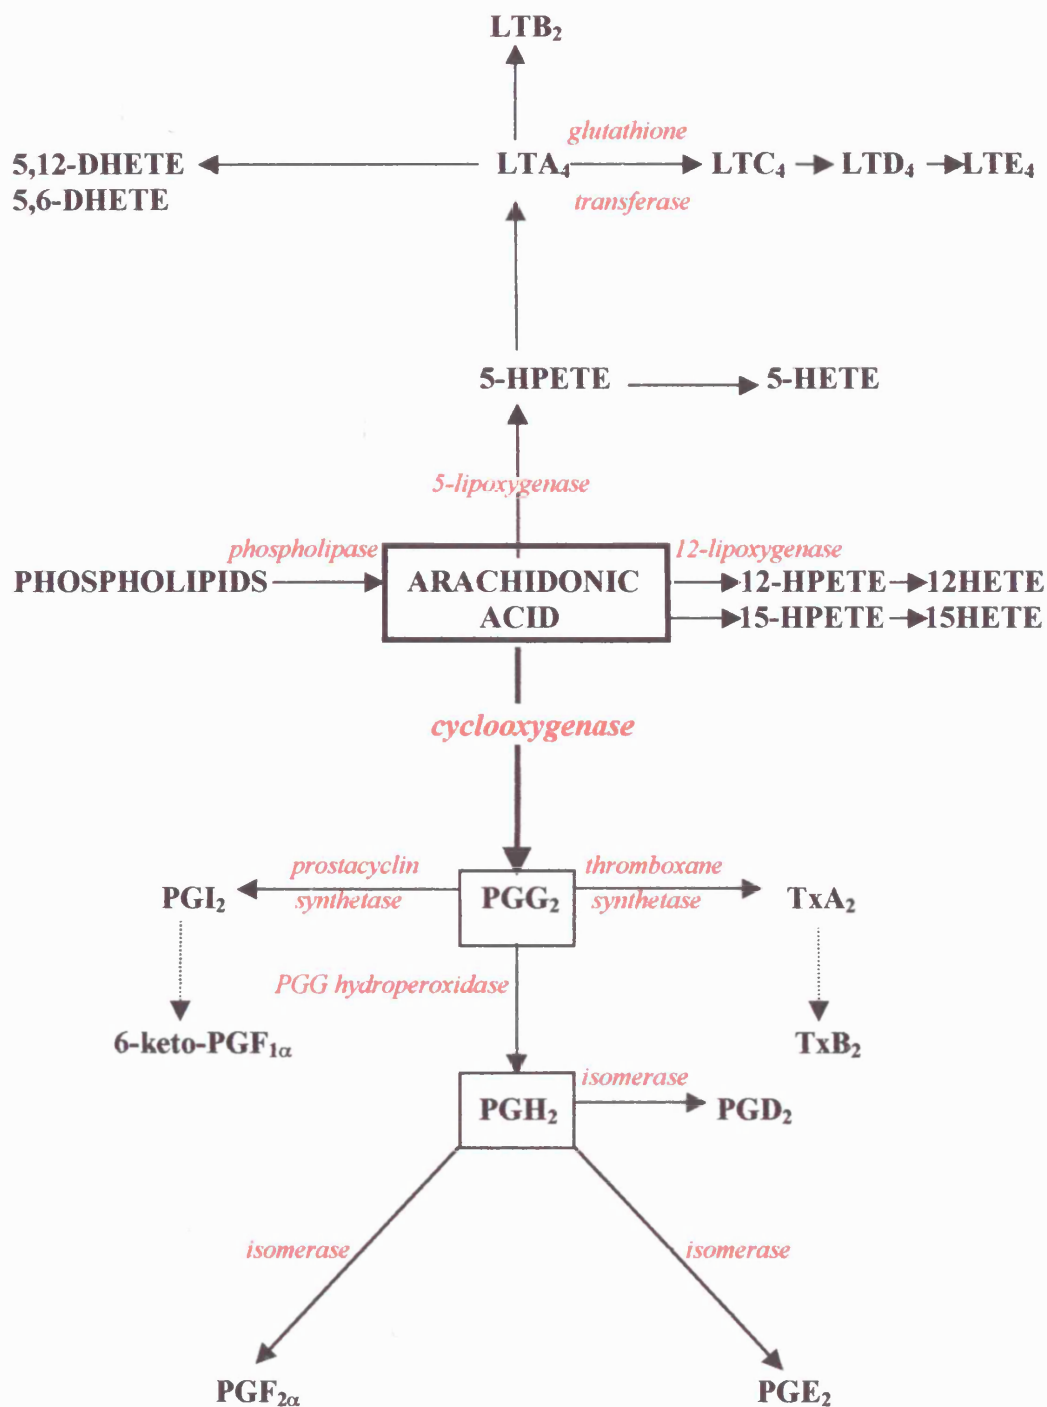 LTB₂
glutathione
5,12-DHETE LTA₄ LTC₄ LTD₄ LTE₄
5,6-DHETE transferase
5-HPETE 5-HETE
5-lipoxygenase
phospholipase 12-lipoxygenase
PHOSPHOLIPIDS ARACHIDONIC 12-HPETE 12HETE
ACID 15-HPETE 15HETE
cyclooxygenase
prostacyclin thromboxane
PGI₂ synthetase PGG₂ synthetase TxA₂
PGG hydroperoxidase
6-keto-PGF₁α TxB₂
isomerase
PGH₂ PGD₂
isomerase isomerase
PGF₂α PGE₂